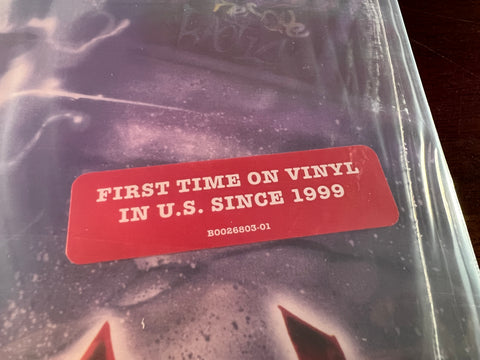 FIRST TIME ON VINYL
IN U.S. SINCE 1999
B0026803-01